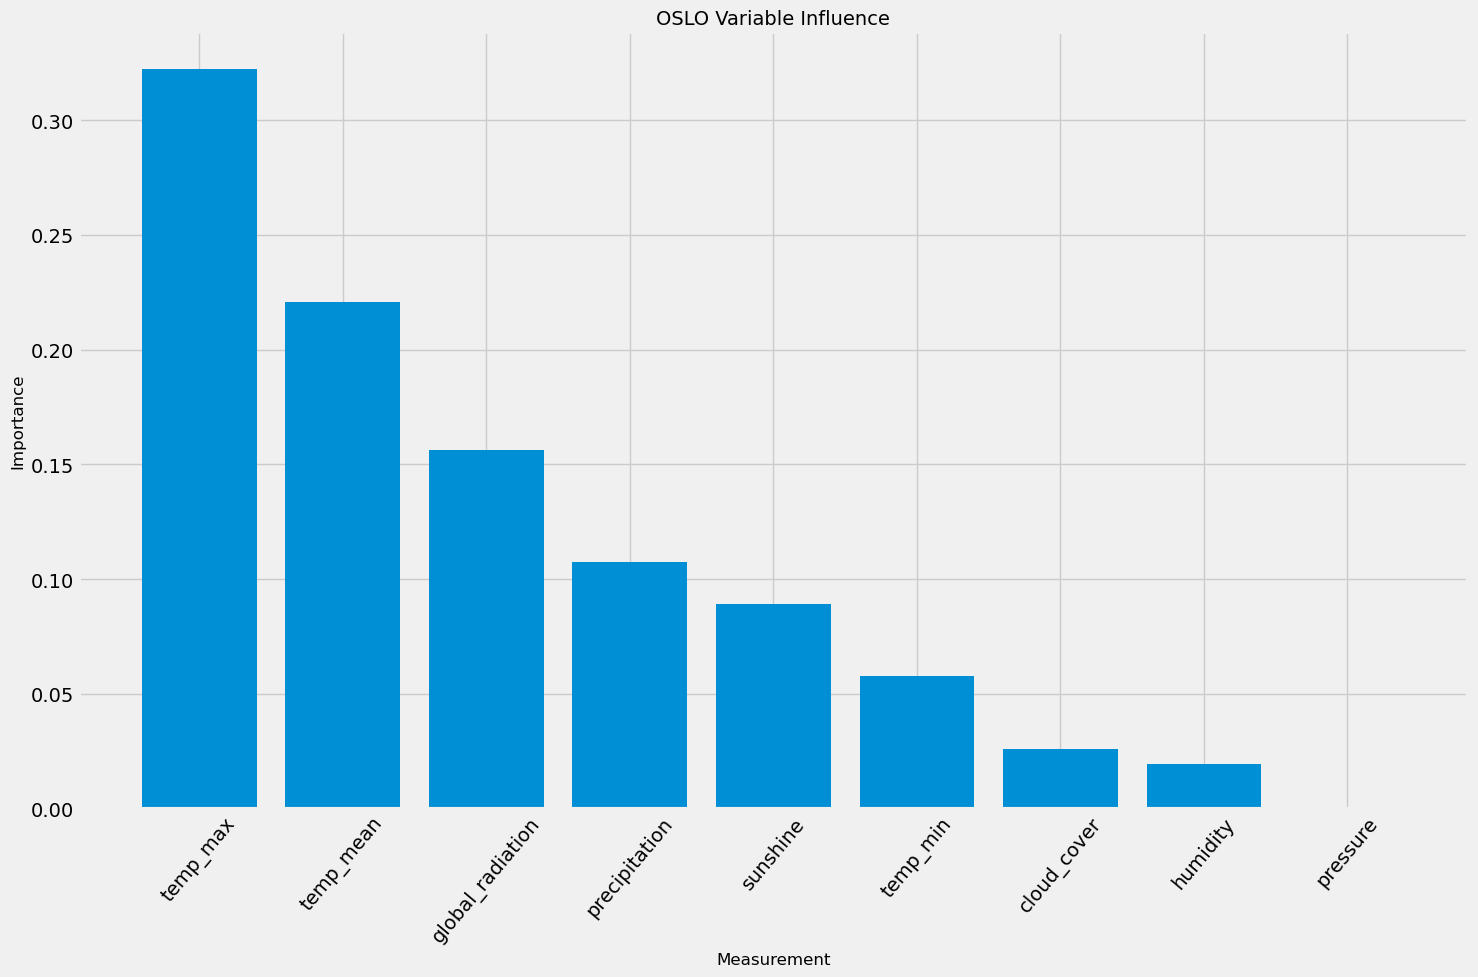 OSLO Variable Influence
Importance
0.30
0.25
0.20
0.15
0.10
0.05
0.00
temp_max
temp_mean
global_radiation
precipitation
sunshine
temp_min
cloud_cover
humidity
pressure
Measurement